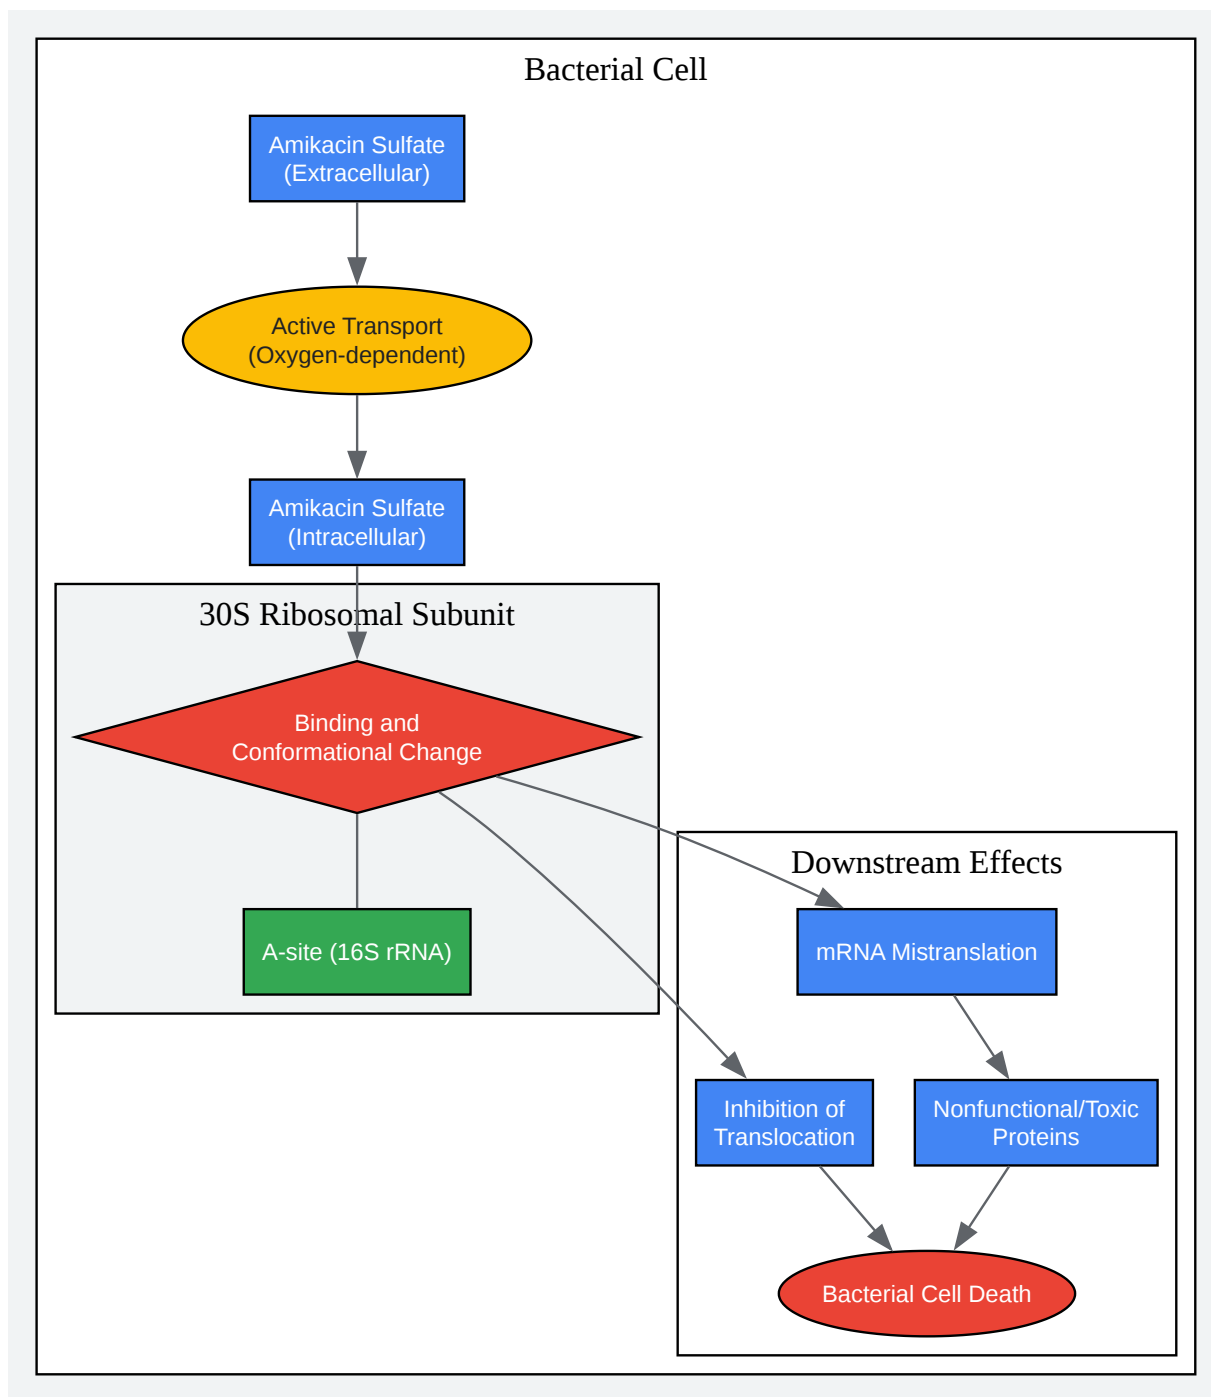 Bacterial Cell
Amikacin Sulfate
(Extracellular)
Active Transport
(Oxygen-dependent)
Amikacin Sulfate
(Intracellular)
30S Ribosomal Subunit
Binding and
Conformational Change
A-site (16S rRNA)
Downstream Effects
mRNA Mistranslation
Inhibition of
Translocation
Nonfunctional/Toxic
Proteins
Bacterial Cell Death